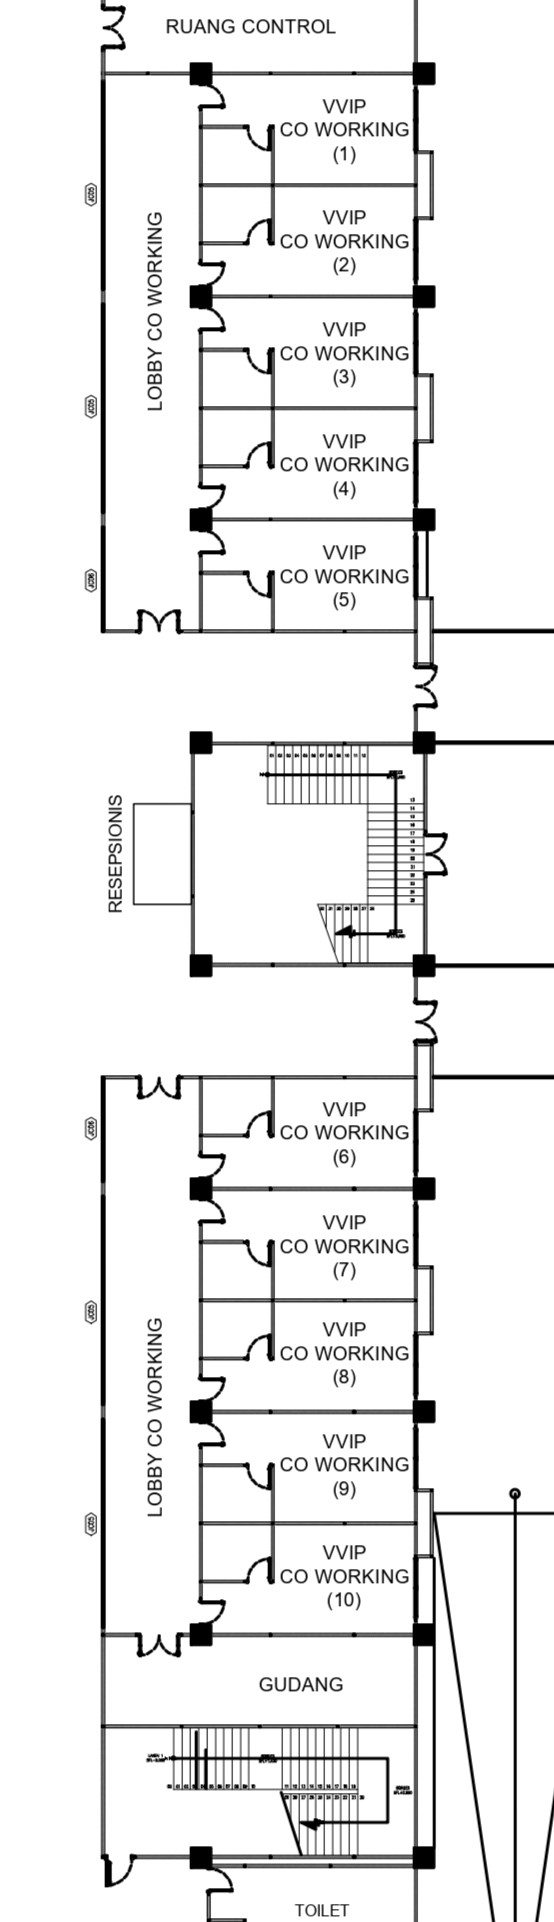 RUANG CONTROL
VVIP
CO WORKING
(1)
VVIP
CO WORKING
(2)
LOBBY CO WORKING
VVIP
CO WORKING
(3)
VVIP
CO WORKING
(4)
VVIP
CO WORKING
(5)
RESEPSIONIS
VVIP
CO WORKING
(6)
VVIP
CO WORKING
(7)
VVIP
CO WORKING
(8)
LOBBY CO WORKING
VVIP
CO WORKING
(9)
VVIP
CO WORKING
(10)
GUDANG
TOILET